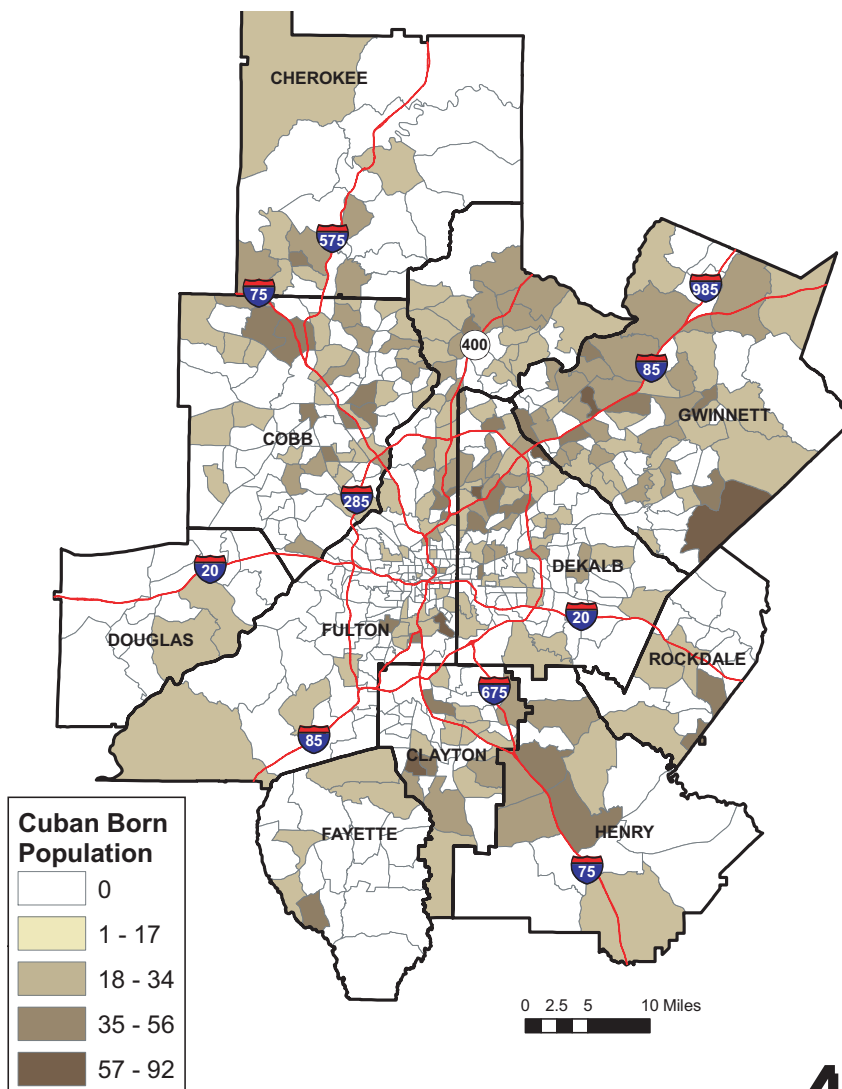 CHEROKEE
575
75
985
400
85
GWINNETT
COBB
285
20
DEKALB
DOUGLAS
FULTON
20
ROCKDALE
675
85
CLAYTON
Cuban Born
Population
0
1 - 17
18 - 34
35 - 56
57 - 92
FAYETTE
HENRY
75
0 2.5 5 10 Miles